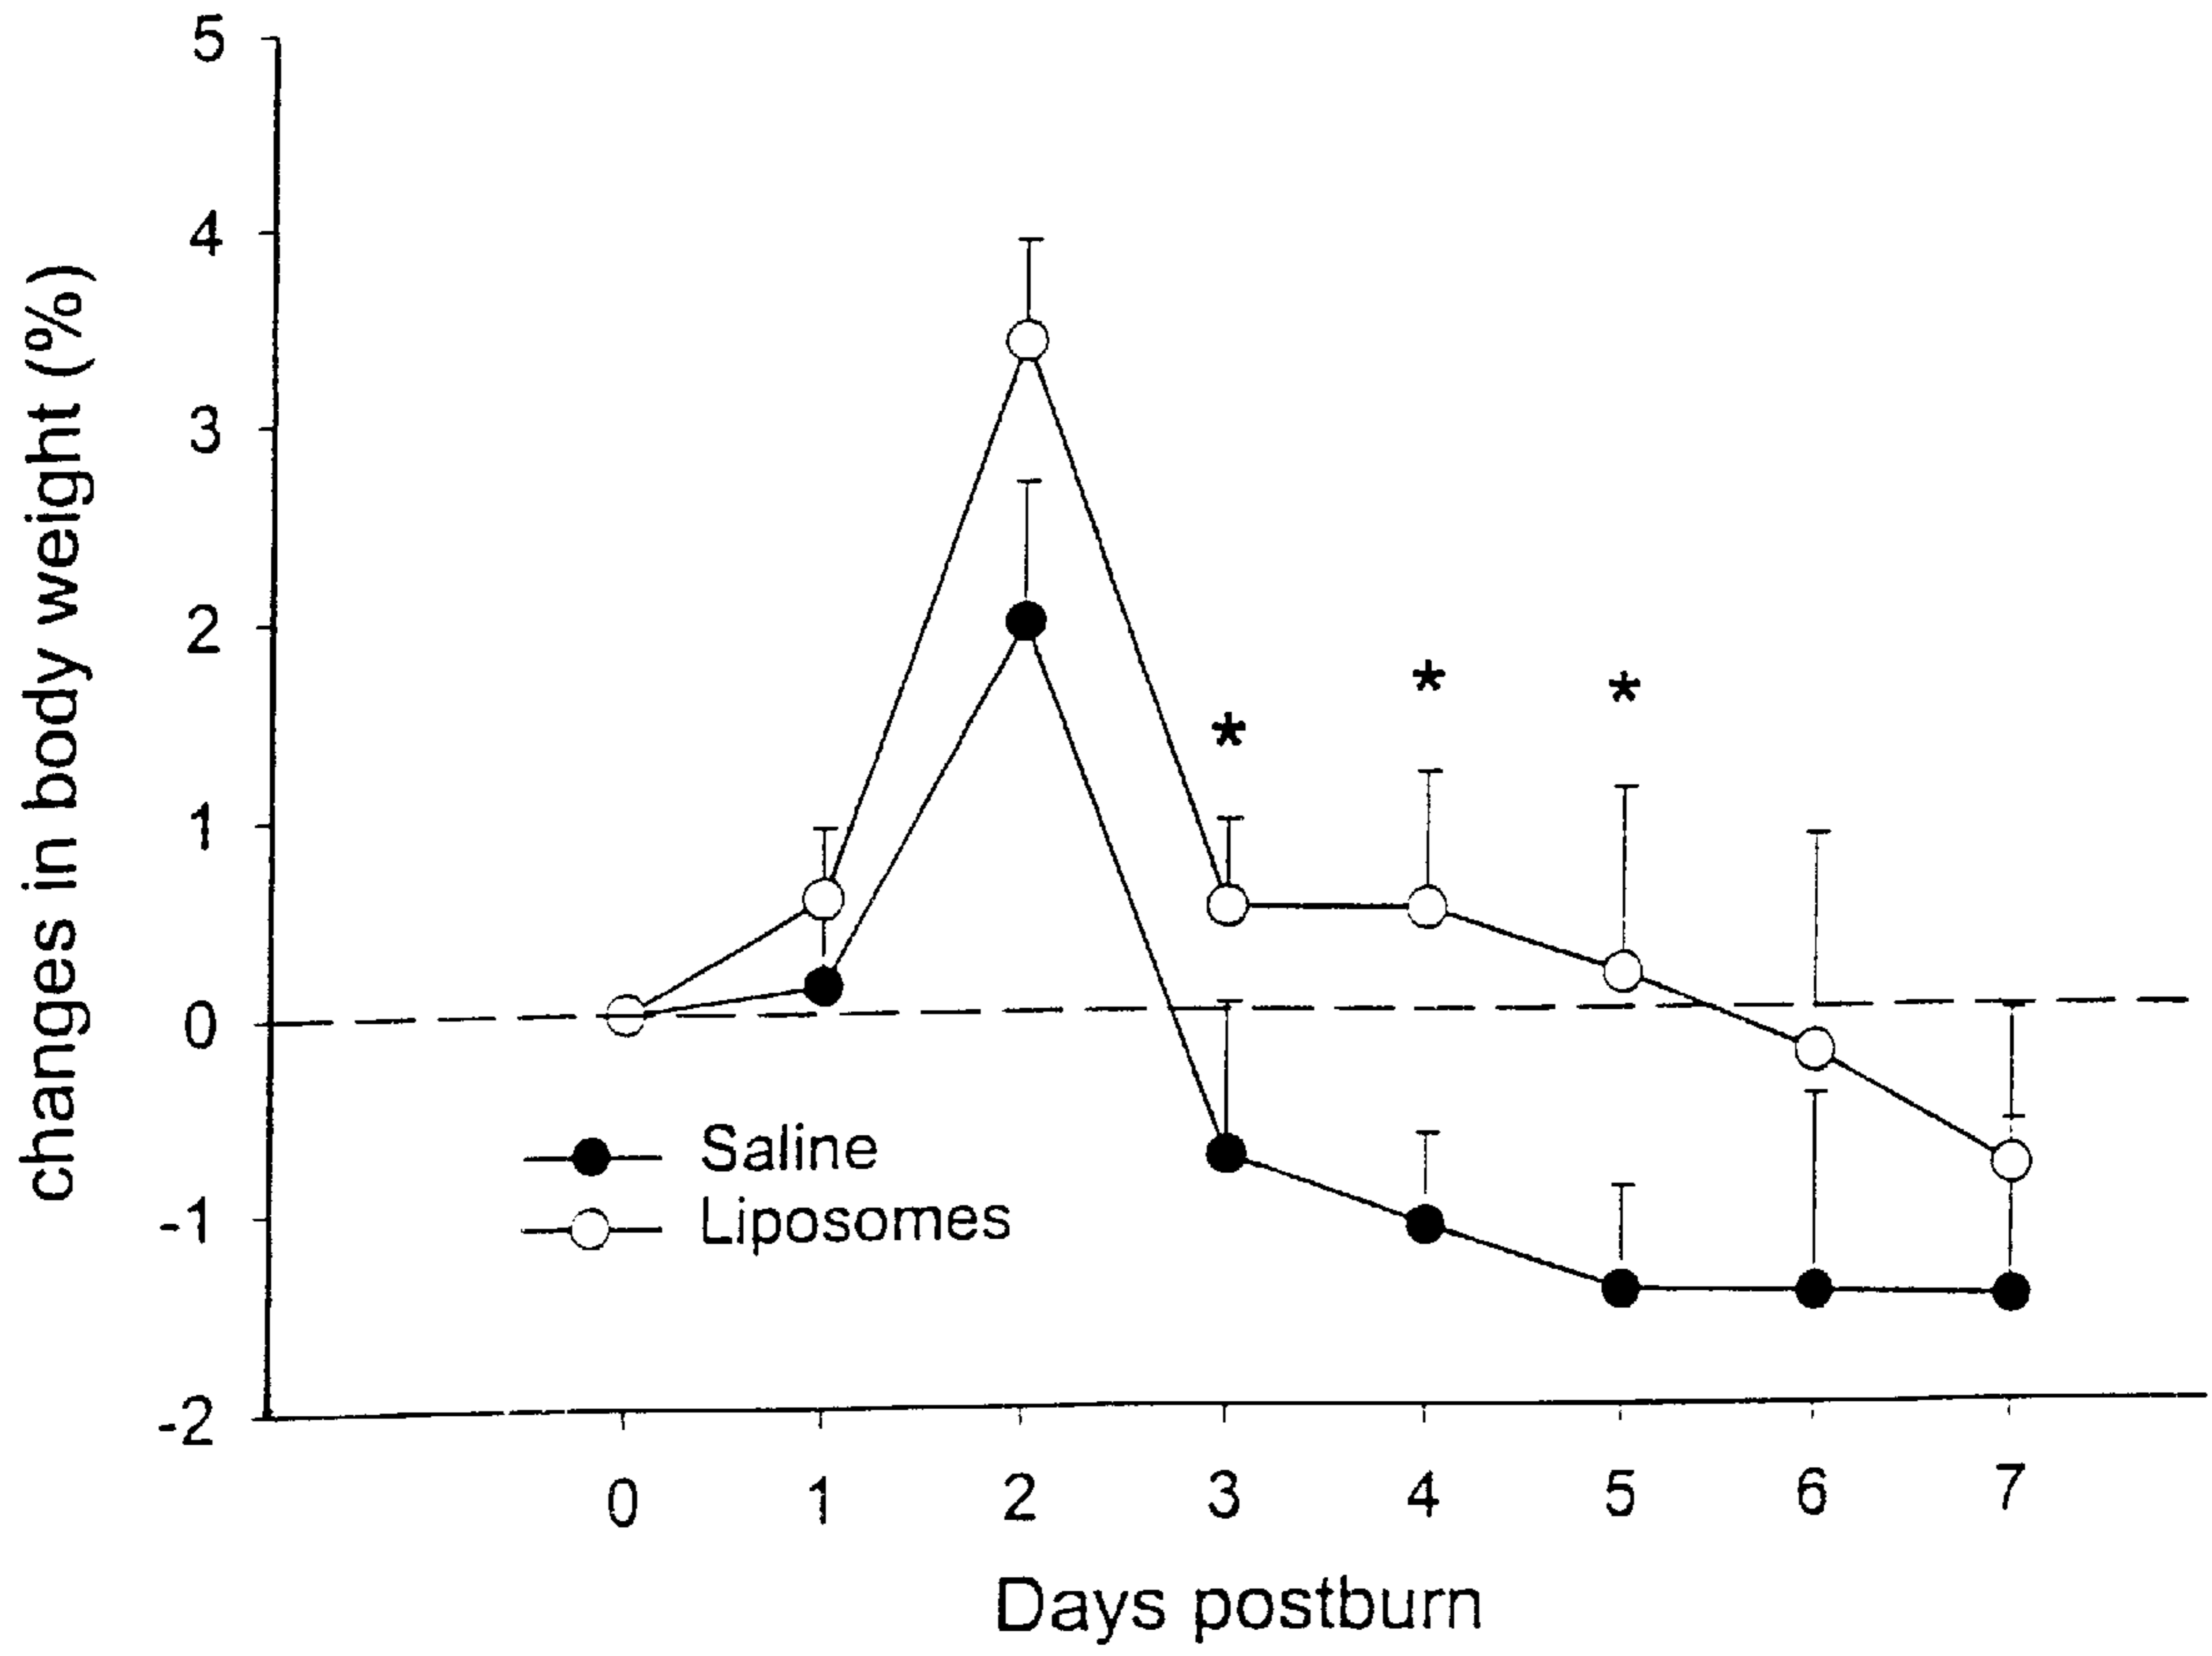 changes in body weight (%)
5
4
3
2
1
0
-1
-2
*
*
*
Saline
Liposomes
0 1 2 3 4 5 6 7
Days postburn